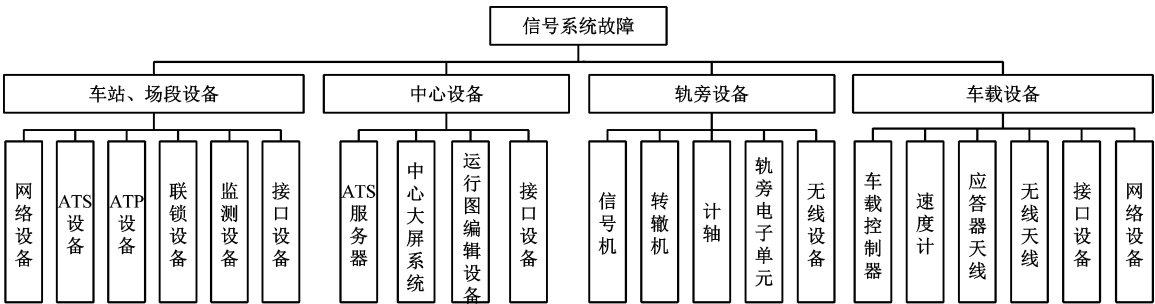 信号系统故障
车站、场段设备
中心设备
轨旁设备
车载设备
网络设备
ATS设备
ATP设备
联锁设备
监测设备
接口设备
ATS服务器
中心大屏系统
运行图编辑设备
接口设备
信号机
转辙机
计轴
轨旁电子单元
无线设备
车载控制器
速度计
应答器天线
无线天线
接口设备
网络设备